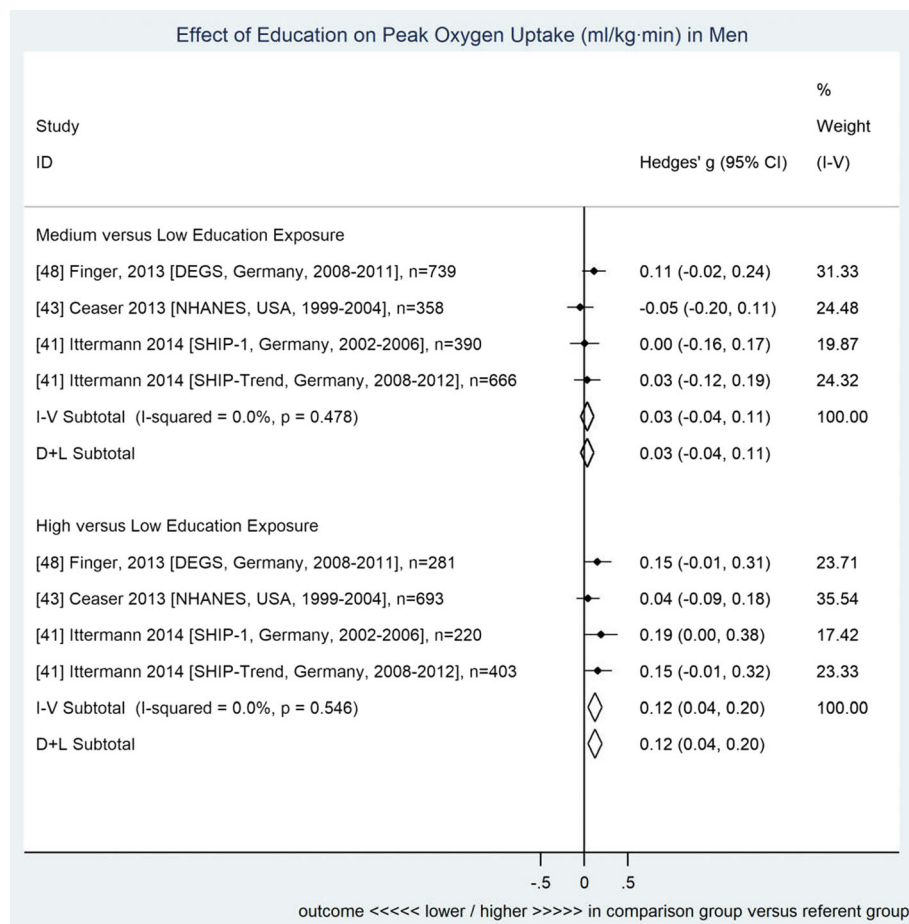 Effect of Education on Peak Oxygen Uptake (ml/kg·min) in Men
%
Study Weight
ID Hedges' g (95% CI) (I-V)
Medium versus Low Education Exposure
[48] Finger, 2013 [DEGS, Germany, 2008-2011], n=739 0.11 (-0.02, 0.24) 31.33
[43] Ceaser 2013 [NHANES, USA, 1999-2004], n=358 -0.05 (-0.20, 0.11) 24.48
[41] Ittermann 2014 [SHIP-1, Germany, 2002-2006], n=390 0.00 (-0.16, 0.17) 19.87
[41] Ittermann 2014 [SHIP-Trend, Germany, 2008-2012], n=666 0.03 (-0.12, 0.19) 24.32
I-V Subtotal (I-squared = 0.0%, p = 0.478) 0.03 (-0.04, 0.11) 100.00
D+L Subtotal 0.03 (-0.04, 0.11)
High versus Low Education Exposure
[48] Finger, 2013 [DEGS, Germany, 2008-2011], n=281 0.15 (-0.01, 0.31) 23.71
[43] Ceaser 2013 [NHANES, USA, 1999-2004], n=693 0.04 (-0.09, 0.18) 35.54
[41] Ittermann 2014 [SHIP-1, Germany, 2002-2006], n=220 0.19 (0.00, 0.38) 17.42
[41] Ittermann 2014 [SHIP-Trend, Germany, 2008-2012], n=403 0.15 (-0.01, 0.32) 23.33
I-V Subtotal (I-squared = 0.0%, p = 0.546) 0.12 (0.04, 0.20) 100.00
D+L Subtotal 0.12 (0.04, 0.20)
-.5 0 .5
outcome <<<<< lower / higher >>>>> in comparison group versus referent group